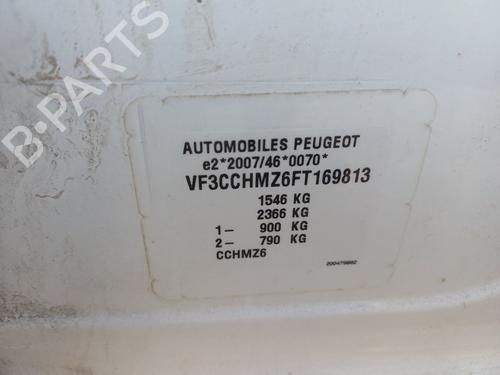 B-PARTS
AUTOMOBILES PEUGEOT
e2*2007/46*0070*
VF3CCHMZ6FT169813
1546 KG
2366 KG
1— 900 KG
2— 790 KG
CCHMZ6